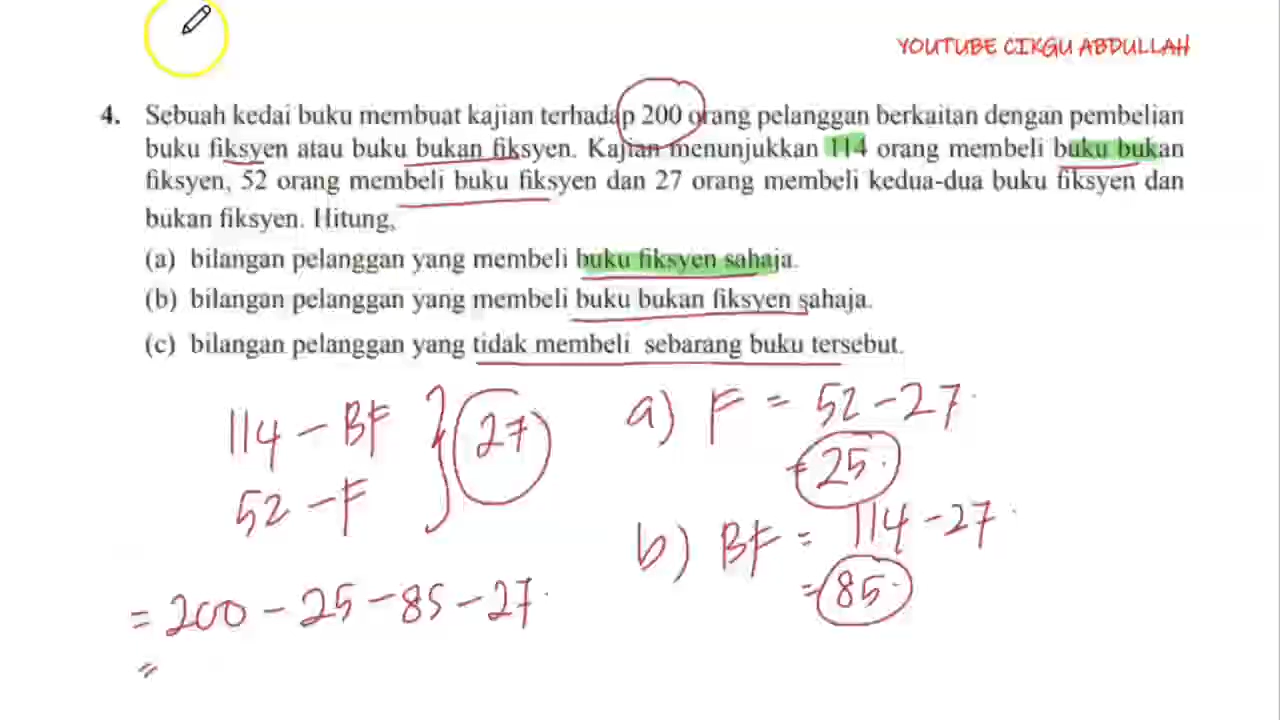 YOUTUBE CIKGU ABDULLAH
4. Sebuah kedai buku membuat kajian terhadap 200 orang pelanggan berkaitan dengan pembelian
buku fiksyen atau buku bukan fiksyen. Kajian menunjukkan 114 orang membeli buku bukan
fiksyen, 52 orang membeli buku fiksyen dan 27 orang membeli kedua-dua buku fiksyen dan
bukan fiksyen. Hitung,
(a) bilangan pelanggan yang membeli buku fiksyen sahaja.
(b) bilangan pelanggan yang membeli buku bukan fiksyen sahaja.
(c) bilangan pelanggan yang tidak membeli sebarang buku tersebut.
114 - BF } 27
52 - F
a) F = 52 - 27
= 25
b) BF = 114 - 27
= 85
= 200 - 25 - 85 - 27
=